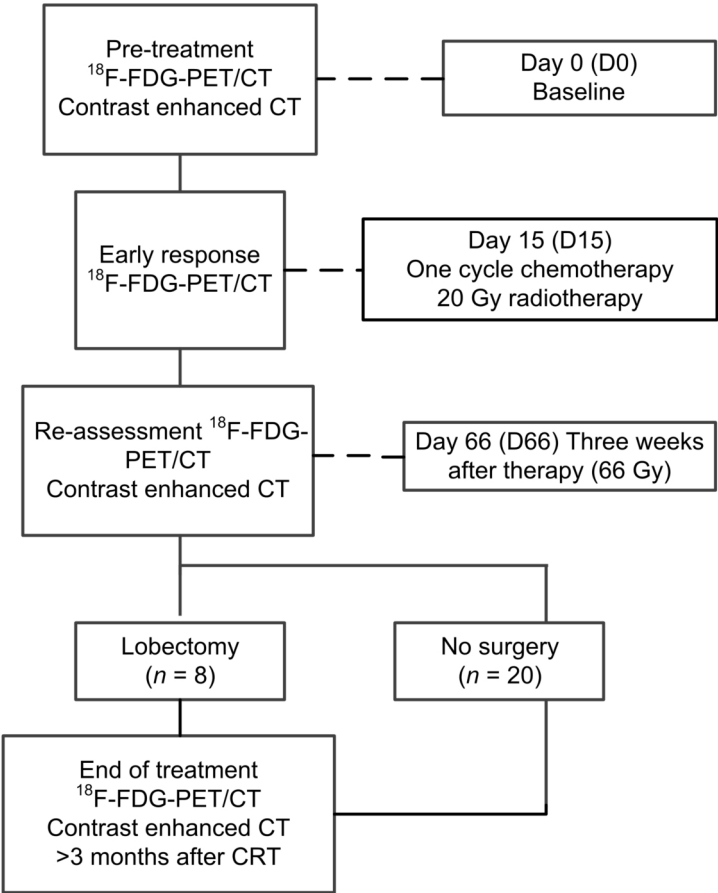 Pre-treatment
¹⁸F-FDG-PET/CT
Contrast enhanced CT
Day 0 (D0)
Baseline
Early response
¹⁸F-FDG-PET/CT
Day 15 (D15)
One cycle chemotherapy
20 Gy radiotherapy
Re-assessment ¹⁸F-FDG-
PET/CT
Contrast enhanced CT
Day 66 (D66) Three weeks
after therapy (66 Gy)
Lobectomy
(n = 8)
No surgery
(n = 20)
End of treatment
¹⁸F-FDG-PET/CT
Contrast enhanced CT
>3 months after CRT